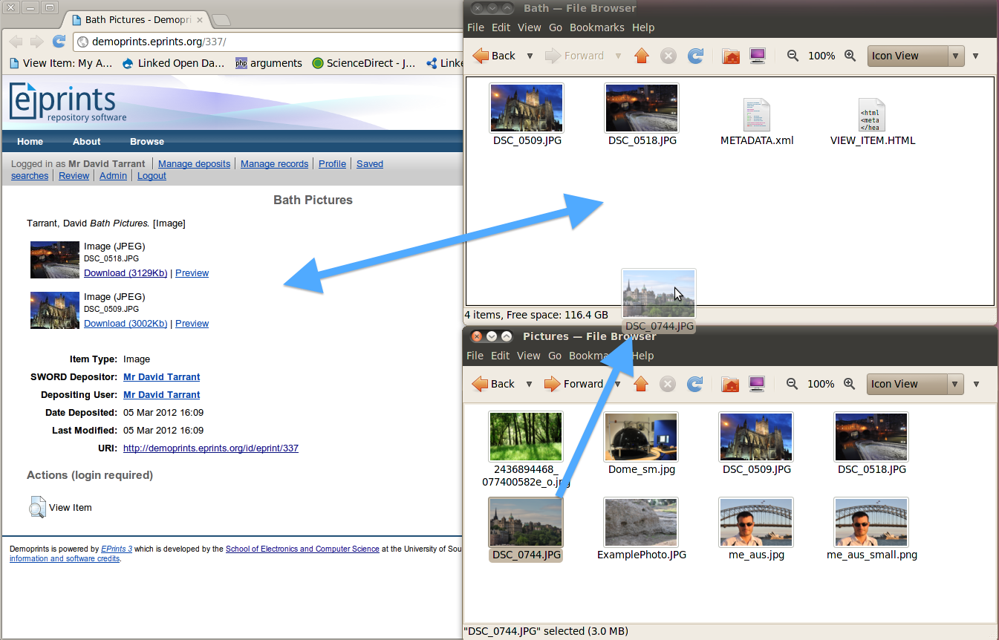 Bath Pictures - Demopri
demoprints.eprints.org/337/
View Item: My A... Linked Open Da... php arguments ScienceDirect - J... Linke
eprints
repository software
Home About Browse
Logged in as Mr David Tarrant | Manage deposits | Manage records | Profile | Saved
searches | Review | Admin | Logout
Bath Pictures
Tarrant, David Bath Pictures. [Image]
Image (JPEG)
DSC_0518.JPG
Download (3129Kb) | Preview
Image (JPEG)
DSC_0509.JPG
Download (3002Kb) | Preview
Item Type: Image
SWORD Depositor: Mr David Tarrant
Depositing User: Mr David Tarrant
Date Deposited: 05 Mar 2012 16:09
Last Modified: 05 Mar 2012 16:09
URI: http://demoprints.eprints.org/id/eprint/337
Actions (login required)
View Item
Demoprints is powered by EPrints 3 which is developed by the School of Electronics and Computer Science at the University of Sou
information and software credits.
Bath — File Browser
File Edit View Go Bookmarks Help
Back Forward 100% Icon View
<html
<meta
</hea
DSC_0509.JPG DSC_0518.JPG METADATA.xml VIEW_ITEM.HTML
4 items, Free space: 116.4 GB
DSC_0744.JPG
Pictures — File Browser
File Edit View Go Bookma Help
Back Forward 100% Icon View
2436894468_ Dome_sm.jpg DSC_0509.JPG DSC_0518.JPG
077400582e_o.jpg
DSC_0744.JPG ExamplePhoto.JPG me_aus.jpg me_aus_small.png
"DSC_0744.JPG" selected (3.0 MB)